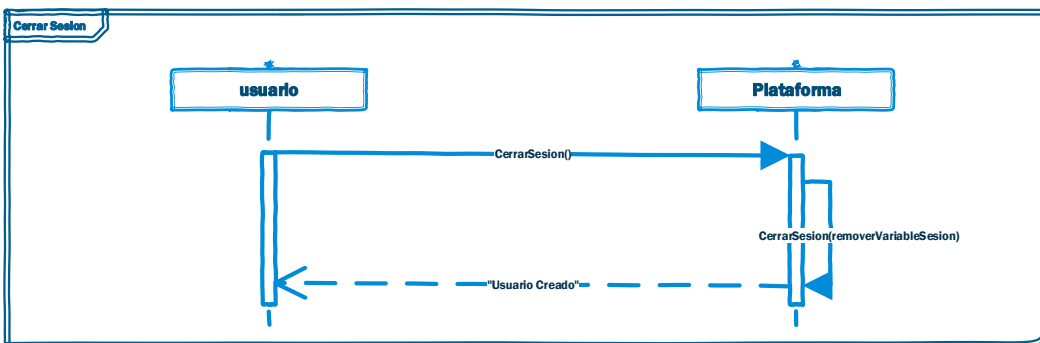 Cerrar Sesion
usuario
Plataforma
CerrarSesion()
CerrarSesion(removerVariableSesion)
"Usuario Creado"